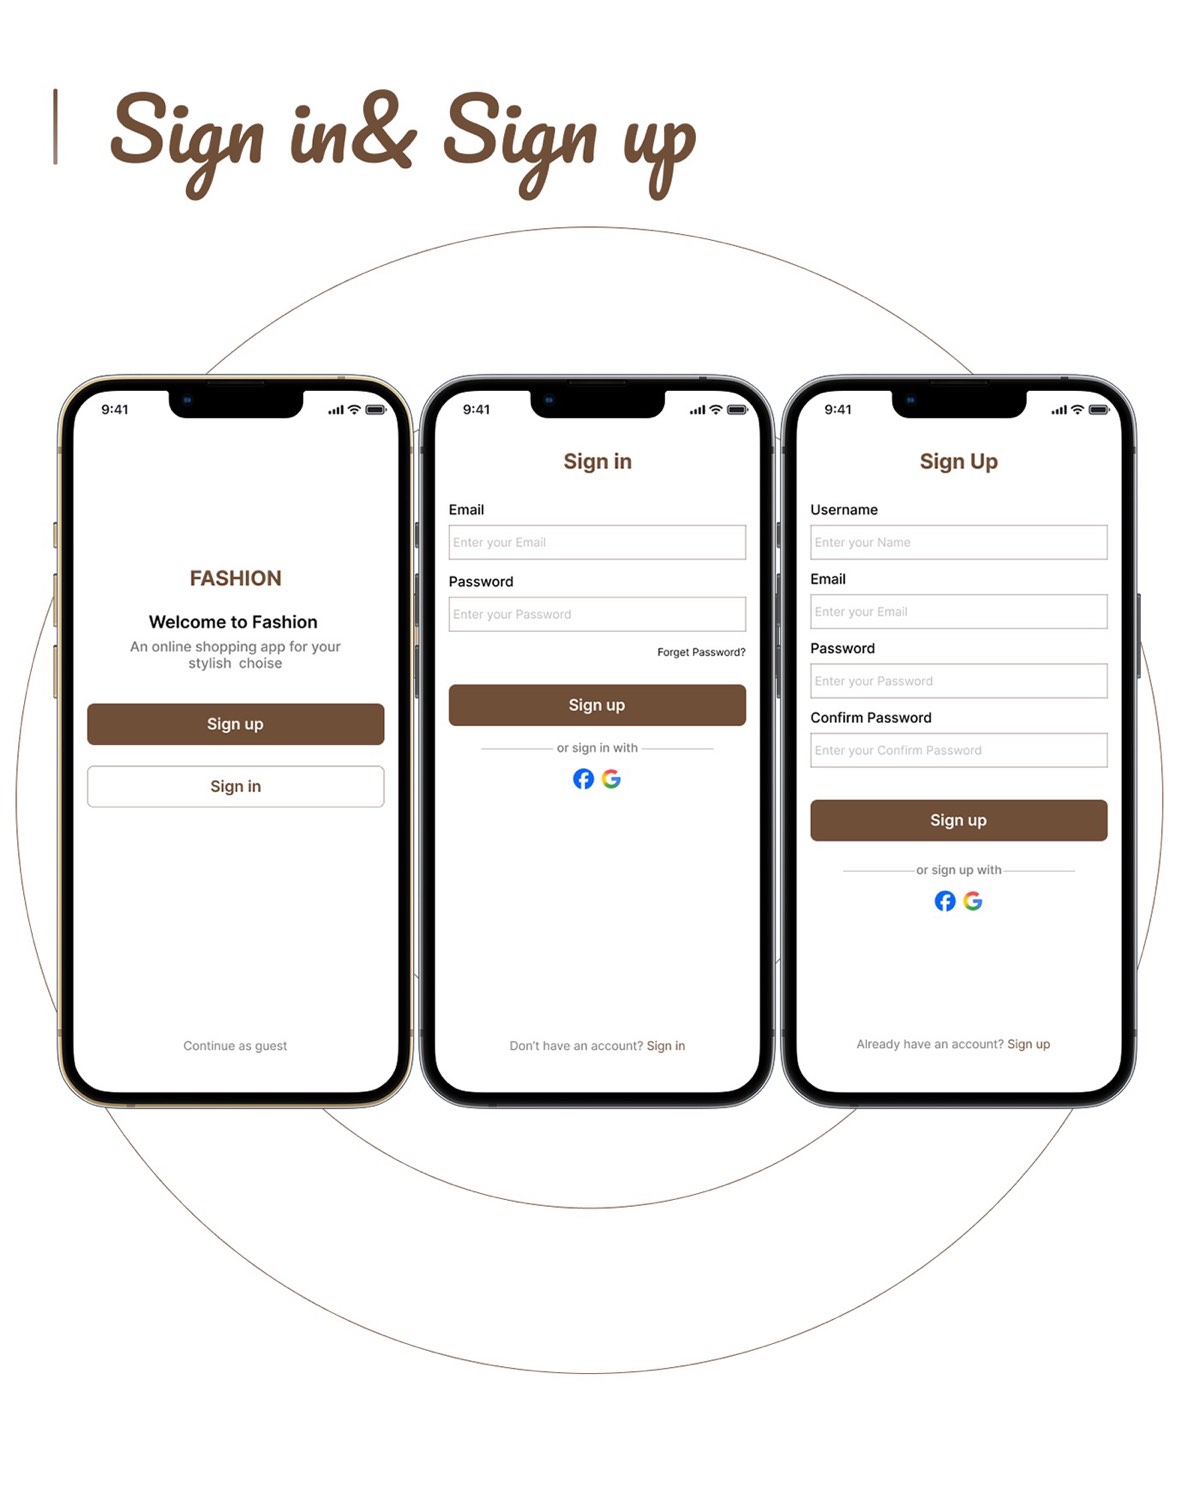 Sign in& Sign up
9:41
FASHION
Welcome to Fashion
An online shopping app for your
stylish choise
Sign up
Sign in
Continue as guest
9:41
Sign in
Email
Enter your Email
Password
Enter your Password
Forget Password?
Sign up
or sign in with
Don't have an account? Sign in
9:41
Sign Up
Username
Enter your Name
Email
Enter your Email
Password
Enter your Password
Confirm Password
Enter your Confirm Password
Sign up
or sign up with
Already have an account? Sign up